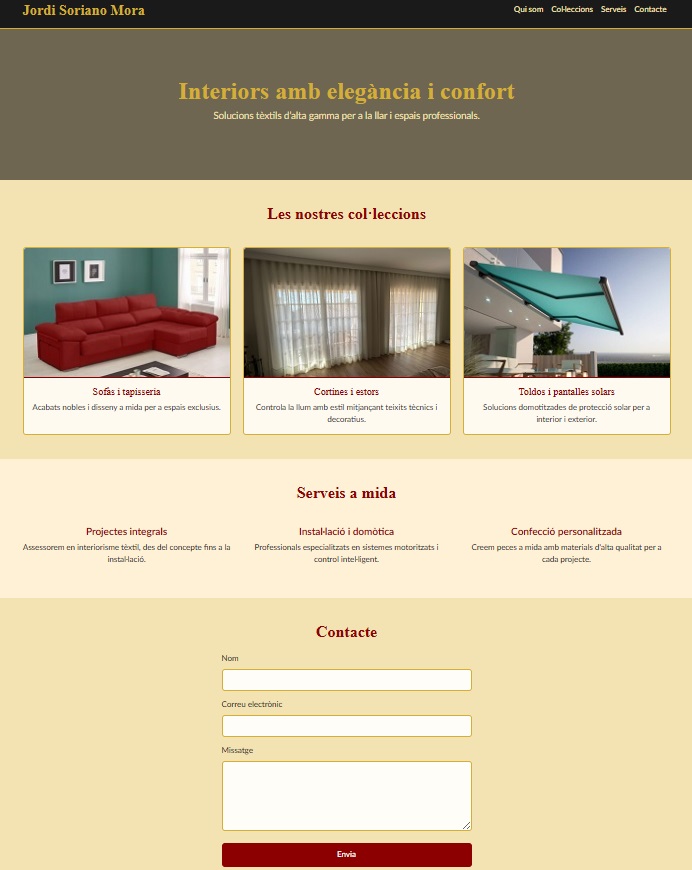 Jordi Soriano Mora
Qui som Col·leccions Serveis Contacte
Interiors amb elegància i confort
Solucions tèxtils d'alta gamma per a la llar i espais professionals.
Les nostres col·leccions
Sofàs i tapisseria
Acabats nobles i disseny a mida per a espais exclusius.
Cortines i estors
Controla la llum amb estil mitjançant teixits tècnics i
decoratius.
Toldos i pantalles solars
Solucions domotitzades de protecció solar per a
interior i exterior.
Serveis a mida
Projectes integrals
Assessorem en interiorisme tèxtil, des del concepte fins a la
instal·lació.
Instal·lació i domòtica
Professionals especialitzats en sistemes motoritzats i
control intel·ligent.
Confecció personalitzada
Creem peces a mida amb materials d'alta qualitat per a
cada projecte.
Contacte
Nom
Correu electrònic
Missatge
Envia